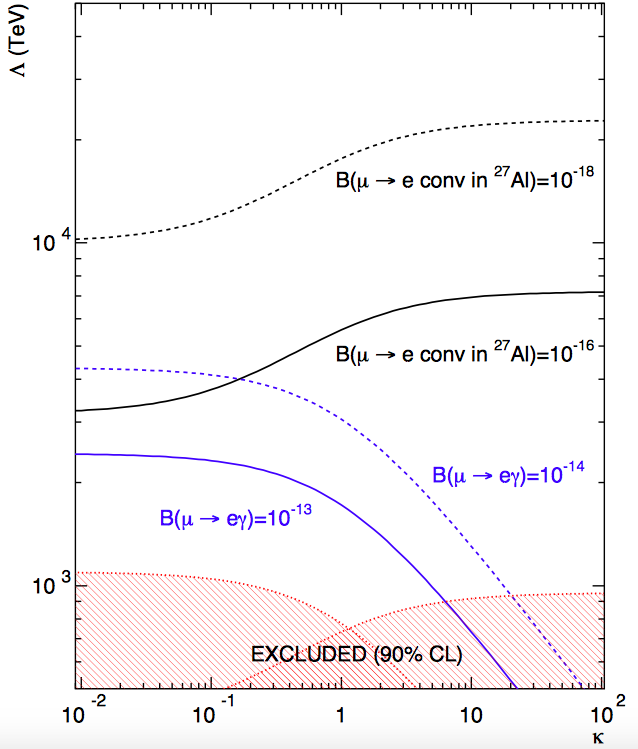 Λ (TeV)
B(μ → e conv in ²⁷Al)=10⁻¹⁸
10⁴
B(μ → e conv in ²⁷Al)=10⁻¹⁶
B(μ → eγ)=10⁻¹⁴
B(μ → eγ)=10⁻¹³
10³
EXCLUDED (90% CL)
10⁻² 10⁻¹ 1 10 10²
κ